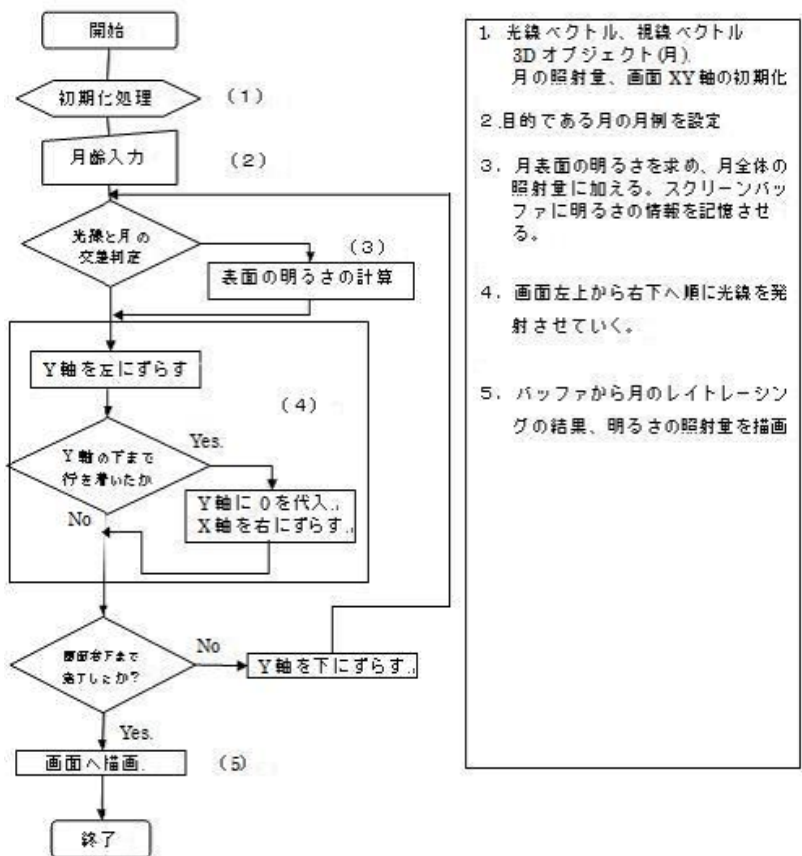 開始
初期化処理
(1)
月齢入力
(2)
光線と月の
交差判定
(3)
表面の明るさの計算
Y軸を左にずらす
(4)
Y軸の下まで
行き着いたか
Yes.
Y軸に0を代入.
X軸を右にずらす.
No
画面右下まで
完了したか?
No
Y軸を下にずらす.
Yes.
画面へ描画.
(5)
終了
1. 光線ベクトル、視線ベクトル
3Dオブジェクト(月)
月の照射量、画面XY軸の初期化
2.目的である月の月例を設定
3. 月表面の明るさを求め、月全体の
照射量に加える。スクリーンバッ
ファに明るさの情報を記憶させ
る。
4. 画面左上から右下へ順に光線を発
射させていく。
5. バッファから月のレイトレーシン
グの結果、明るさの照射量を描画